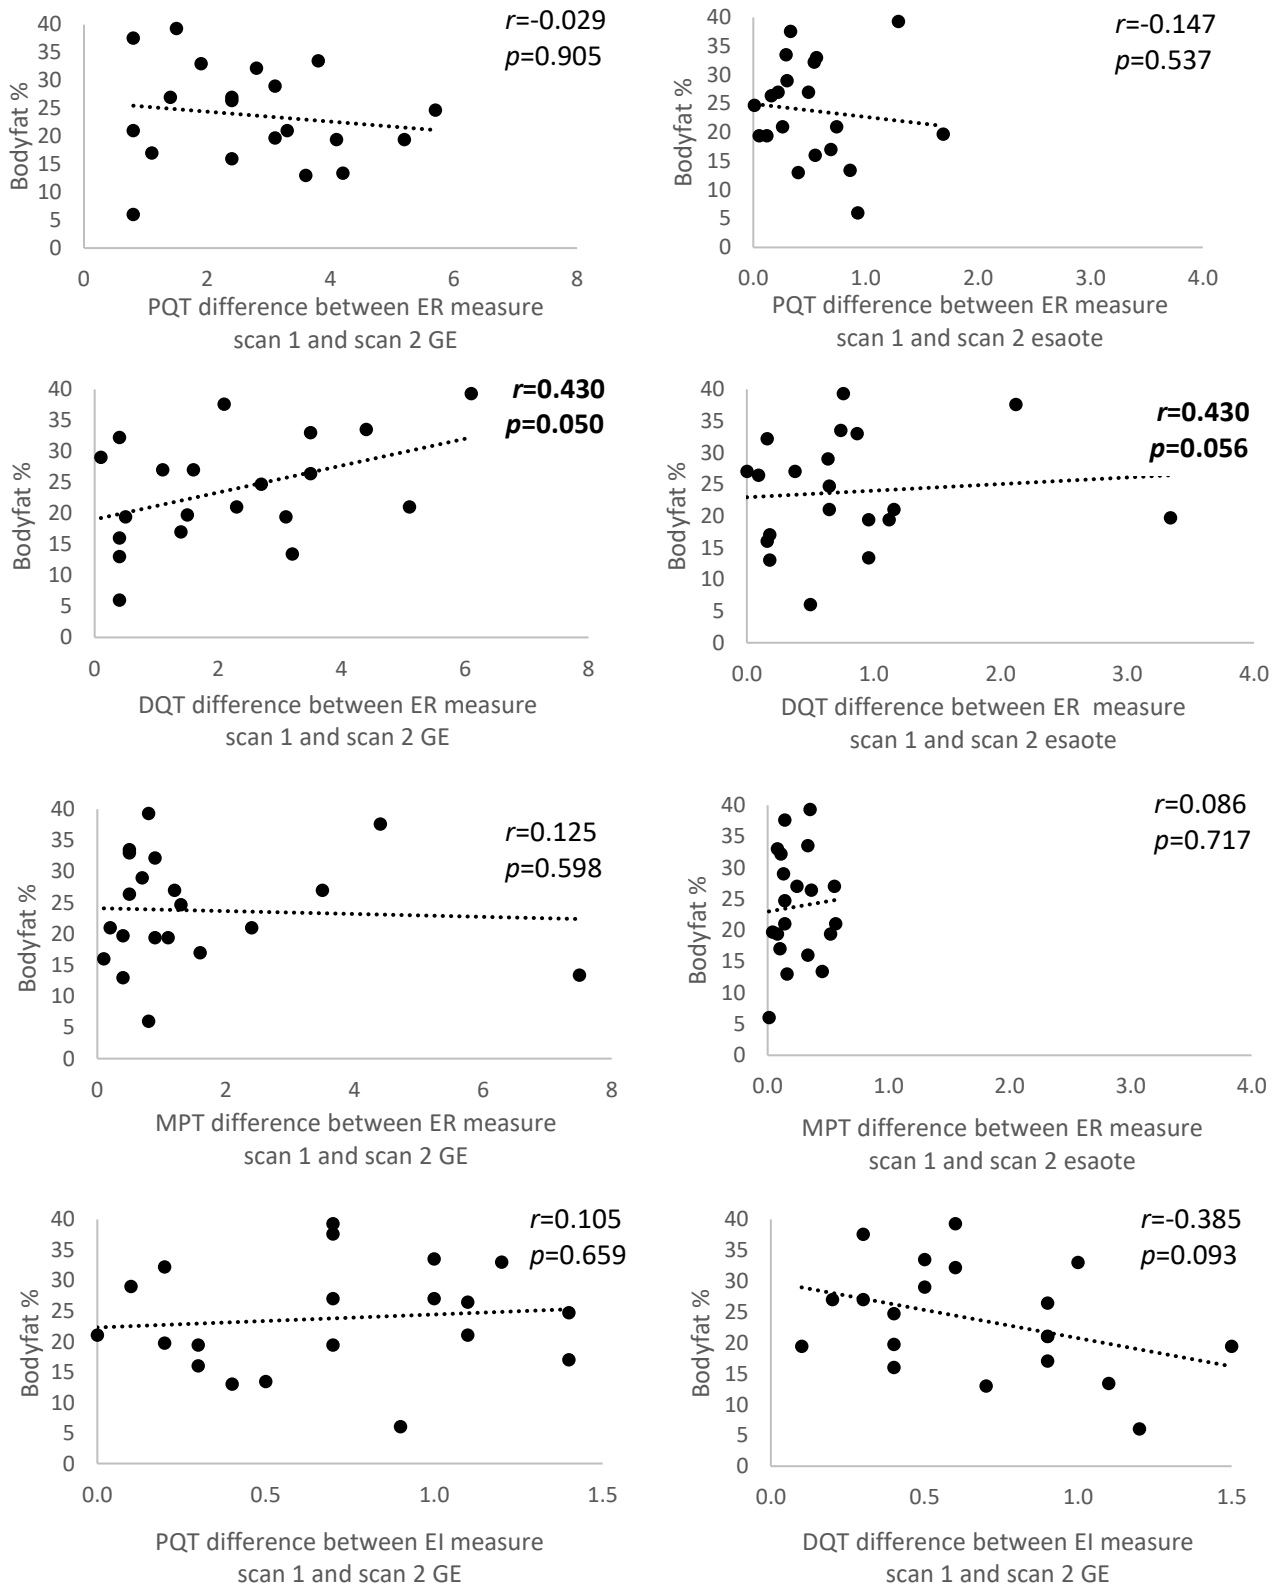 r=-0.029
p=0.905
40
35
30
25
20
15
10
5
0
Bodyfat %
0 2 4 6 8
PQT difference between ER measure
scan 1 and scan 2 GE
r=-0.147
p=0.537
40
35
30
25
20
15
10
5
0
Bodyfat %
0.0 1.0 2.0 3.0 4.0
PQT difference between ER measure
scan 1 and scan 2 esaote
r=0.430
p=0.050
40
35
30
25
20
15
10
5
0
Bodyfat %
0 2 4 6 8
DQT difference between ER measure
scan 1 and scan 2 GE
r=0.430
p=0.056
40
35
30
25
20
15
10
5
0
Bodyfat %
0.0 1.0 2.0 3.0 4.0
DQT difference between ER measure
scan 1 and scan 2 esaote
r=0.125
p=0.598
40
35
30
25
20
15
10
5
0
Bodyfat %
0 2 4 6 8
MPT difference between ER measure
scan 1 and scan 2 GE
r=0.086
p=0.717
40
35
30
25
20
15
10
5
0
Bodyfat %
0.0 1.0 2.0 3.0 4.0
MPT difference between ER measure
scan 1 and scan 2 esaote
r=0.105
p=0.659
40
35
30
25
20
15
10
5
0
Bodyfat %
0.0 0.5 1.0 1.5
PQT difference between EI measure
scan 1 and scan 2 GE
r=-0.385
p=0.093
40
35
30
25
20
15
10
5
0
Bodyfat %
0.0 0.5 1.0 1.5
DQT difference between EI measure
scan 1 and scan 2 GE